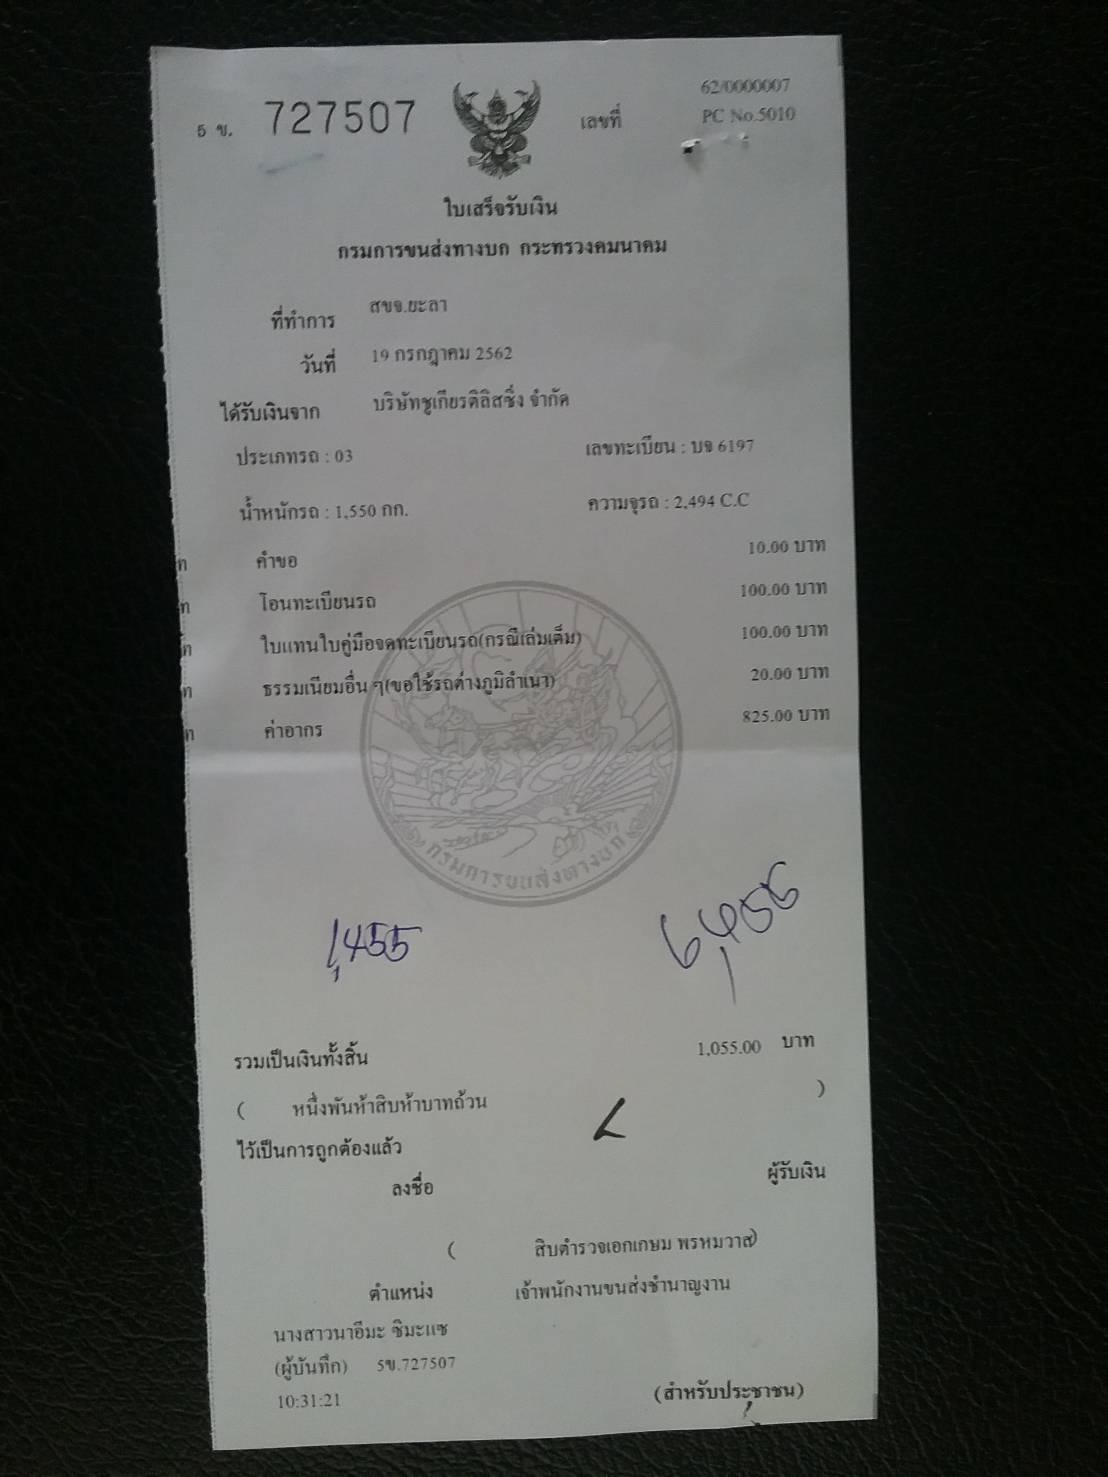 62/0000007
5 ข. 727507 เลขที่ PC No.5010
ใบเสร็จรับเงิน
กรมการขนส่งทางบก กระทรวงคมนาคม
ที่ทำการ สขจ.ยะลา
วันที่ 19 กรกฎาคม 2562
ได้รับเงินจาก บริษัทชูเกียรติลิสซิ่ง จำกัด
ประเภทรถ : 03 เลขทะเบียน : บจ 6197
น้ำหนักรถ : 1,550 กก. ความจุรถ : 2,494 C.C
ท คำขอ 10.00 บาท
ท โอนทะเบียนรถ 100.00 บาท
ท ใบแทนใบคู่มือจดทะเบียนรถ(กรณีเล่มเต็ม) 100.00 บาท
ท ธรรมเนียมอื่น ๆ(ขอใช้รถต่างภูมิลำเนา) 20.00 บาท
ท ค่าอากร 825.00 บาท
กรมการขนส่งทางบก
1,455
รวมเป็นเงินทั้งสิ้น 1,055.00 บาท
( หนึ่งพันห้าสิบห้าบาทถ้วน )
ไว้เป็นการถูกต้องแล้ว
ลงชื่อ ผู้รับเงิน
( สิบตำรวจเอกเกษม พรหมวาส)
ตำแหน่ง เจ้าพนักงานขนส่งชำนาญงาน
นางสาวนาอีมะ ซิมะแซ
(ผู้บันทึก) 5ข.727507
10:31:21 (สำหรับประชาชน)